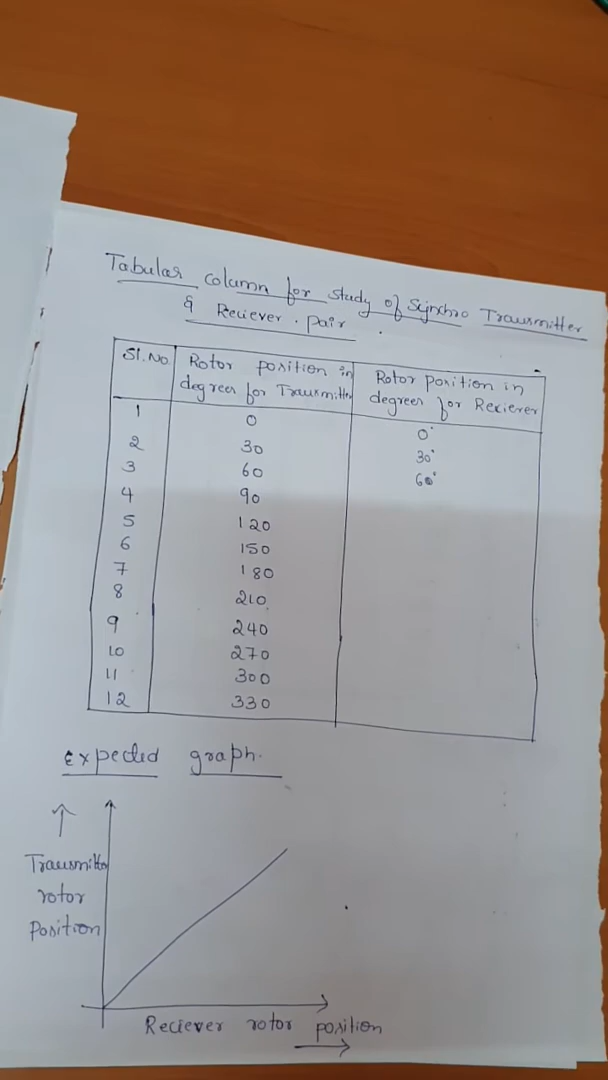 Tabular column for study of Synchro Transmitter
& Reciever. pair.
Sl.No Rotor position in degrees for Transmitter Rotor position in degrees for Reciever
1 0 0°
2 30 30°
3 60 60°
4 90
5 120
6 150
7 180
8 210
9 240
10 270
11 300
12 330
Expected graph.
Transmitter
rotor
Position
Reciever rotor position